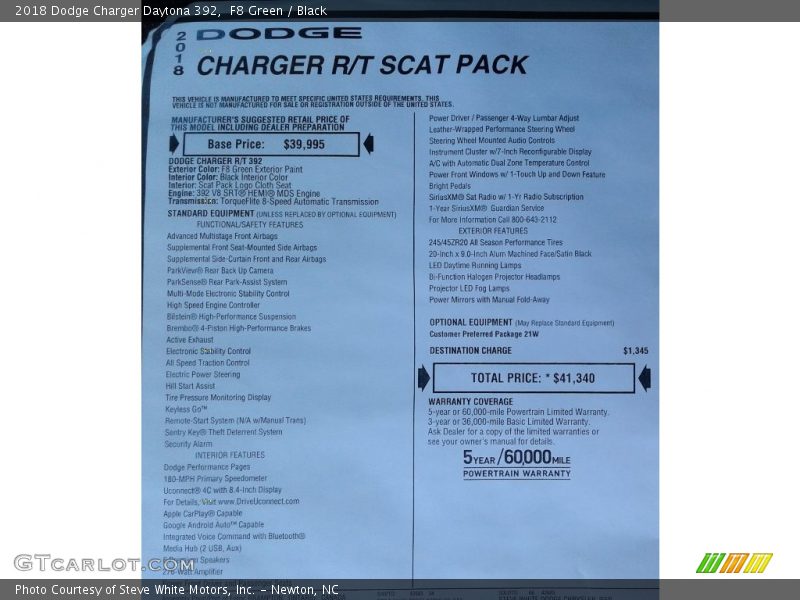 2018 Dodge Charger Daytona 392, F8 Green / Black
2018
DODGE
CHARGER R/T SCAT PACK
THIS VEHICLE IS MANUFACTURED TO MEET SPECIFIC UNITED STATES REQUIREMENTS. THIS
VEHICLE IS NOT MANUFACTURED FOR SALE OR REGISTRATION OUTSIDE OF THE UNITED STATES.
MANUFACTURER'S SUGGESTED RETAIL PRICE OF
THIS MODEL INCLUDING DEALER PREPARATION
Base Price: $39,995
DODGE CHARGER R/T 392
Exterior Color: F8 Green Exterior Paint
Interior Color: Black Interior Color
Interior: Scat Pack Logo Cloth Seat
Engine: 392 V8 SRT® HEMI® MDS Engine
Transmission: TorqueFlite 8-Speed Automatic Transmission
STANDARD EQUIPMENT (UNLESS REPLACED BY OPTIONAL EQUIPMENT)
FUNCTIONAL/SAFETY FEATURES
Advanced Multistage Front Airbags
Supplemental Front Seat-Mounted Side Airbags
Supplemental Side-Curtain Front and Rear Airbags
ParkView® Rear Back Up Camera
ParkSense® Rear Park-Assist System
Multi-Mode Electronic Stability Control
High Speed Engine Controller
Bilstein® High-Performance Suspension
Brembo® 4-Piston High-Performance Brakes
Active Exhaust
Electronic Stability Control
All Speed Traction Control
Electric Power Steering
Hill Start Assist
Tire Pressure Monitoring Display
Keyless Go™
Remote-Start System (N/A w/Manual Trans)
Sentry Key® Theft Deterrent System
Security Alarm
INTERIOR FEATURES
Dodge Performance Pages
180-MPH Primary Speedometer
Uconnect® 4C with 8.4-Inch Display
For Details, Visit www.DriveUconnect.com
Apple CarPlay® Capable
Google Android Auto™ Capable
Integrated Voice Command with Bluetooth®
Media Hub (2 USB, Aux)
Speakers
276-Watt Amplifier
Power Driver / Passenger 4-Way Lumbar Adjust
Leather-Wrapped Performance Steering Wheel
Steering Wheel Mounted Audio Controls
Instrument Cluster w/7-Inch Reconfigurable Display
A/C with Automatic Dual Zone Temperature Control
Power Front Windows w/ 1-Touch Up and Down Feature
Bright Pedals
SiriusXM® Sat Radio w/ 1-Yr Radio Subscription
1-Year SiriusXM® Guardian Service
For More Information Call 800-643-2112
EXTERIOR FEATURES
245/45ZR20 All Season Performance Tires
20-Inch x 9.0-Inch Alum Machined Face/Satin Black
LED Daytime Running Lamps
Bi-Function Halogen Projector Headlamps
Projector LED Fog Lamps
Power Mirrors with Manual Fold-Away
OPTIONAL EQUIPMENT (May Replace Standard Equipment)
Customer Preferred Package 21W
DESTINATION CHARGE $1,345
TOTAL PRICE: * $41,340
WARRANTY COVERAGE
5-year or 60,000-mile Powertrain Limited Warranty.
3-year or 36,000-mile Basic Limited Warranty.
Ask Dealer for a copy of the limited warranties or
see your owner's manual for details.
5YEAR/60,000MILE
POWERTRAIN WARRANTY
GTcarlot.com
Photo Courtesy of Steve White Motors, Inc. – Newton, NC